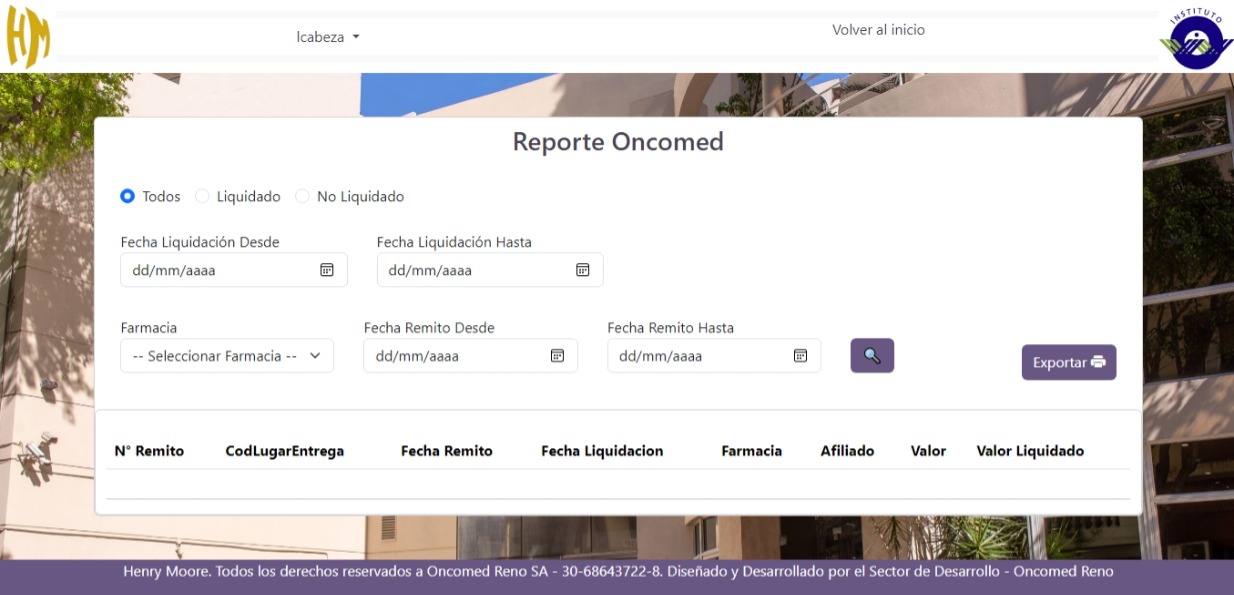 HM
lcabeza
Volver al inicio
INSTITUTO
Reporte Oncomed
Todos Liquidado No Liquidado
Fecha Liquidación Desde Fecha Liquidación Hasta
dd/mm/aaaa dd/mm/aaaa
Farmacia Fecha Remito Desde Fecha Remito Hasta
-- Seleccionar Farmacia -- dd/mm/aaaa dd/mm/aaaa
Exportar
N° Remito CodLugarEntrega Fecha Remito Fecha Liquidacion Farmacia Afiliado Valor Valor Liquidado
Henry Moore. Todos los derechos reservados a Oncomed Reno SA - 30-68643722-8. Diseñado y Desarrollado por el Sector de Desarrollo - Oncomed Reno